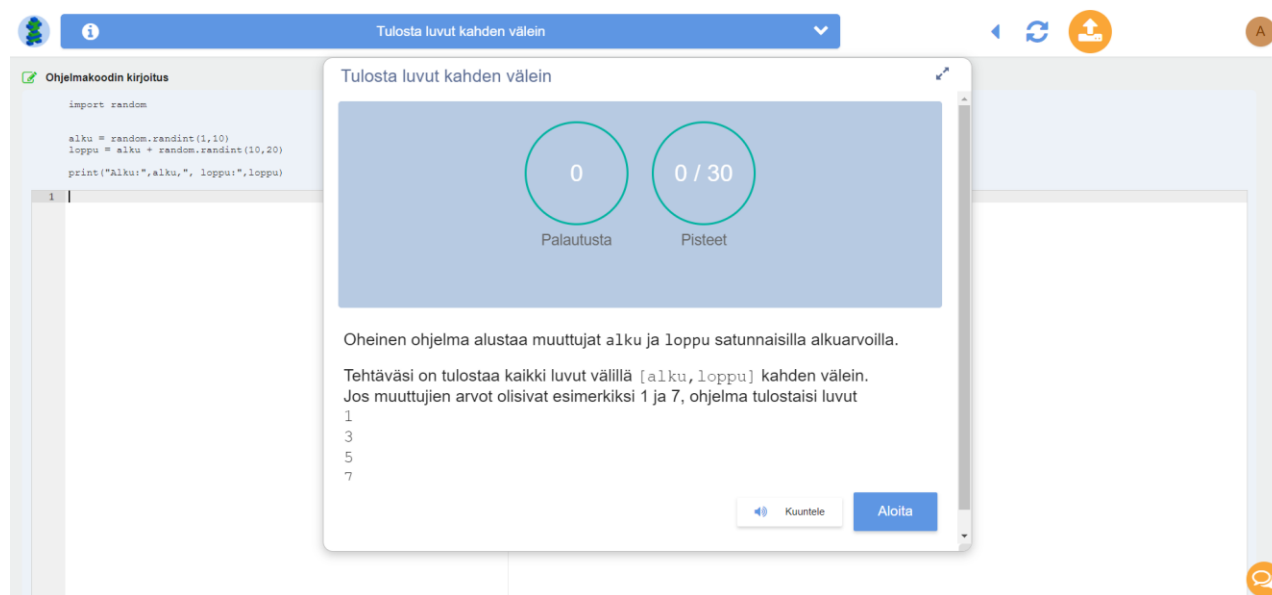 Tulosta luvut kahden välein
A
Ohjelmakoodin kirjoitus
import random
alku = random.randint(1,10)
loppu = alku + random.randint(10,20)
print("Alku:",alku,", loppu:",loppu)
1
Tulosta luvut kahden välein
0
0 / 30
Palautusta
Pisteet
Oheinen ohjelma alustaa muuttujat alku ja loppu satunnaisilla alkuarvoilla.
Tehtäväsi on tulostaa kaikki luvut välillä [alku,loppu] kahden välein.
Jos muuttujien arvot olisivat esimerkiksi 1 ja 7, ohjelma tulostaisi luvut
1
3
5
7
Kuuntele
Aloita